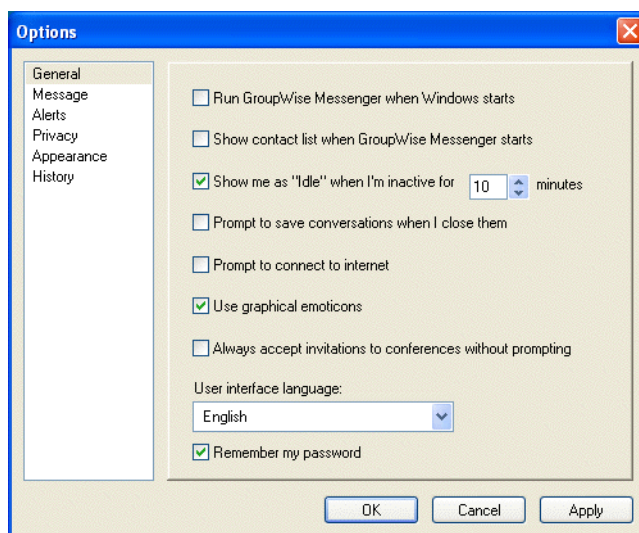 Options
General
Message
Alerts
Privacy
Appearance
History
Run GroupWise Messenger when Windows starts
Show contact list when GroupWise Messenger starts
Show me as "Idle" when I'm inactive for 10 minutes
Prompt to save conversations when I close them
Prompt to connect to internet
Use graphical emoticons
Always accept invitations to conferences without prompting
User interface language:
English
Remember my password
OK Cancel Apply